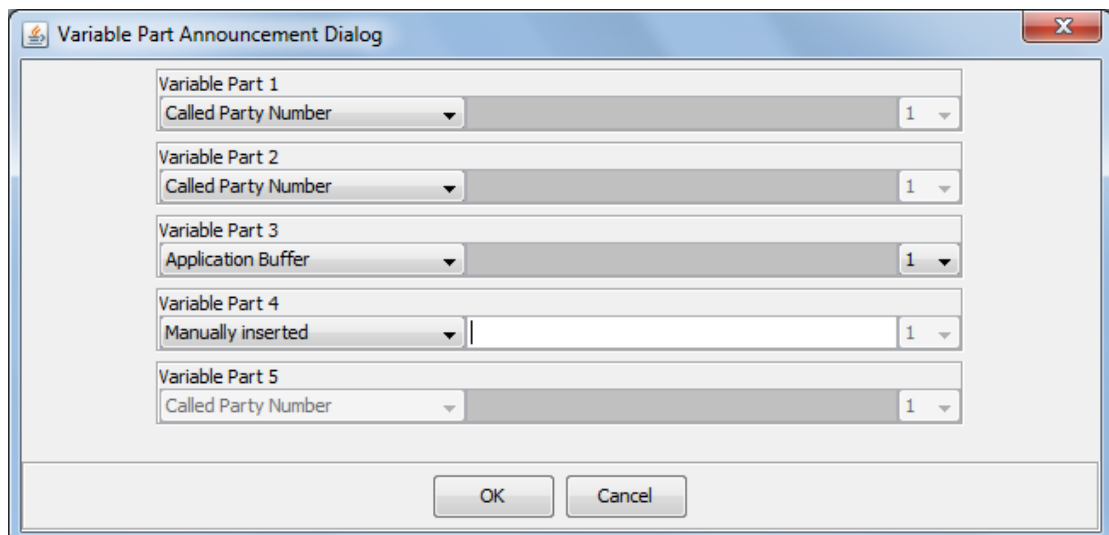 Variable Part Announcement Dialog
Variable Part 1
Called Party Number 1
Variable Part 2
Called Party Number 1
Variable Part 3
Application Buffer 1
Variable Part 4
Manually inserted 1
Variable Part 5
Called Party Number 1
OK Cancel